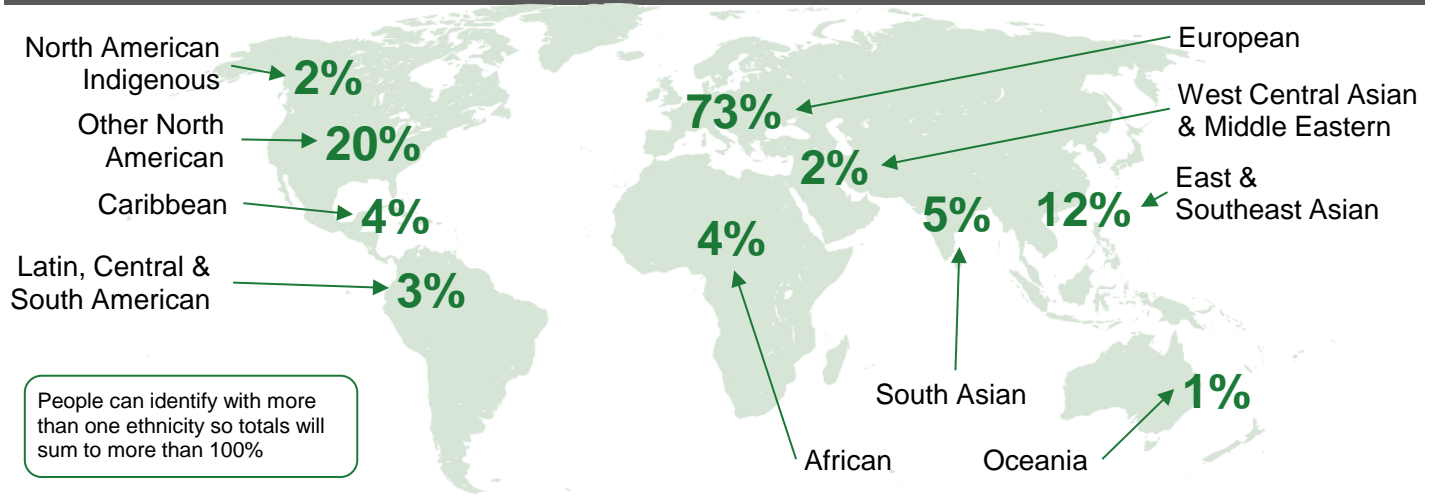 North American
Indigenous
2%
Other North
American
20%
Caribbean
4%
Latin, Central &
South American
3%
European
73%
West Central Asian
& Middle Eastern
2%
East &
Southeast Asian
12%
5%
South Asian
4%
African
1%
Oceania
People can identify with more
than one ethnicity so totals will
sum to more than 100%